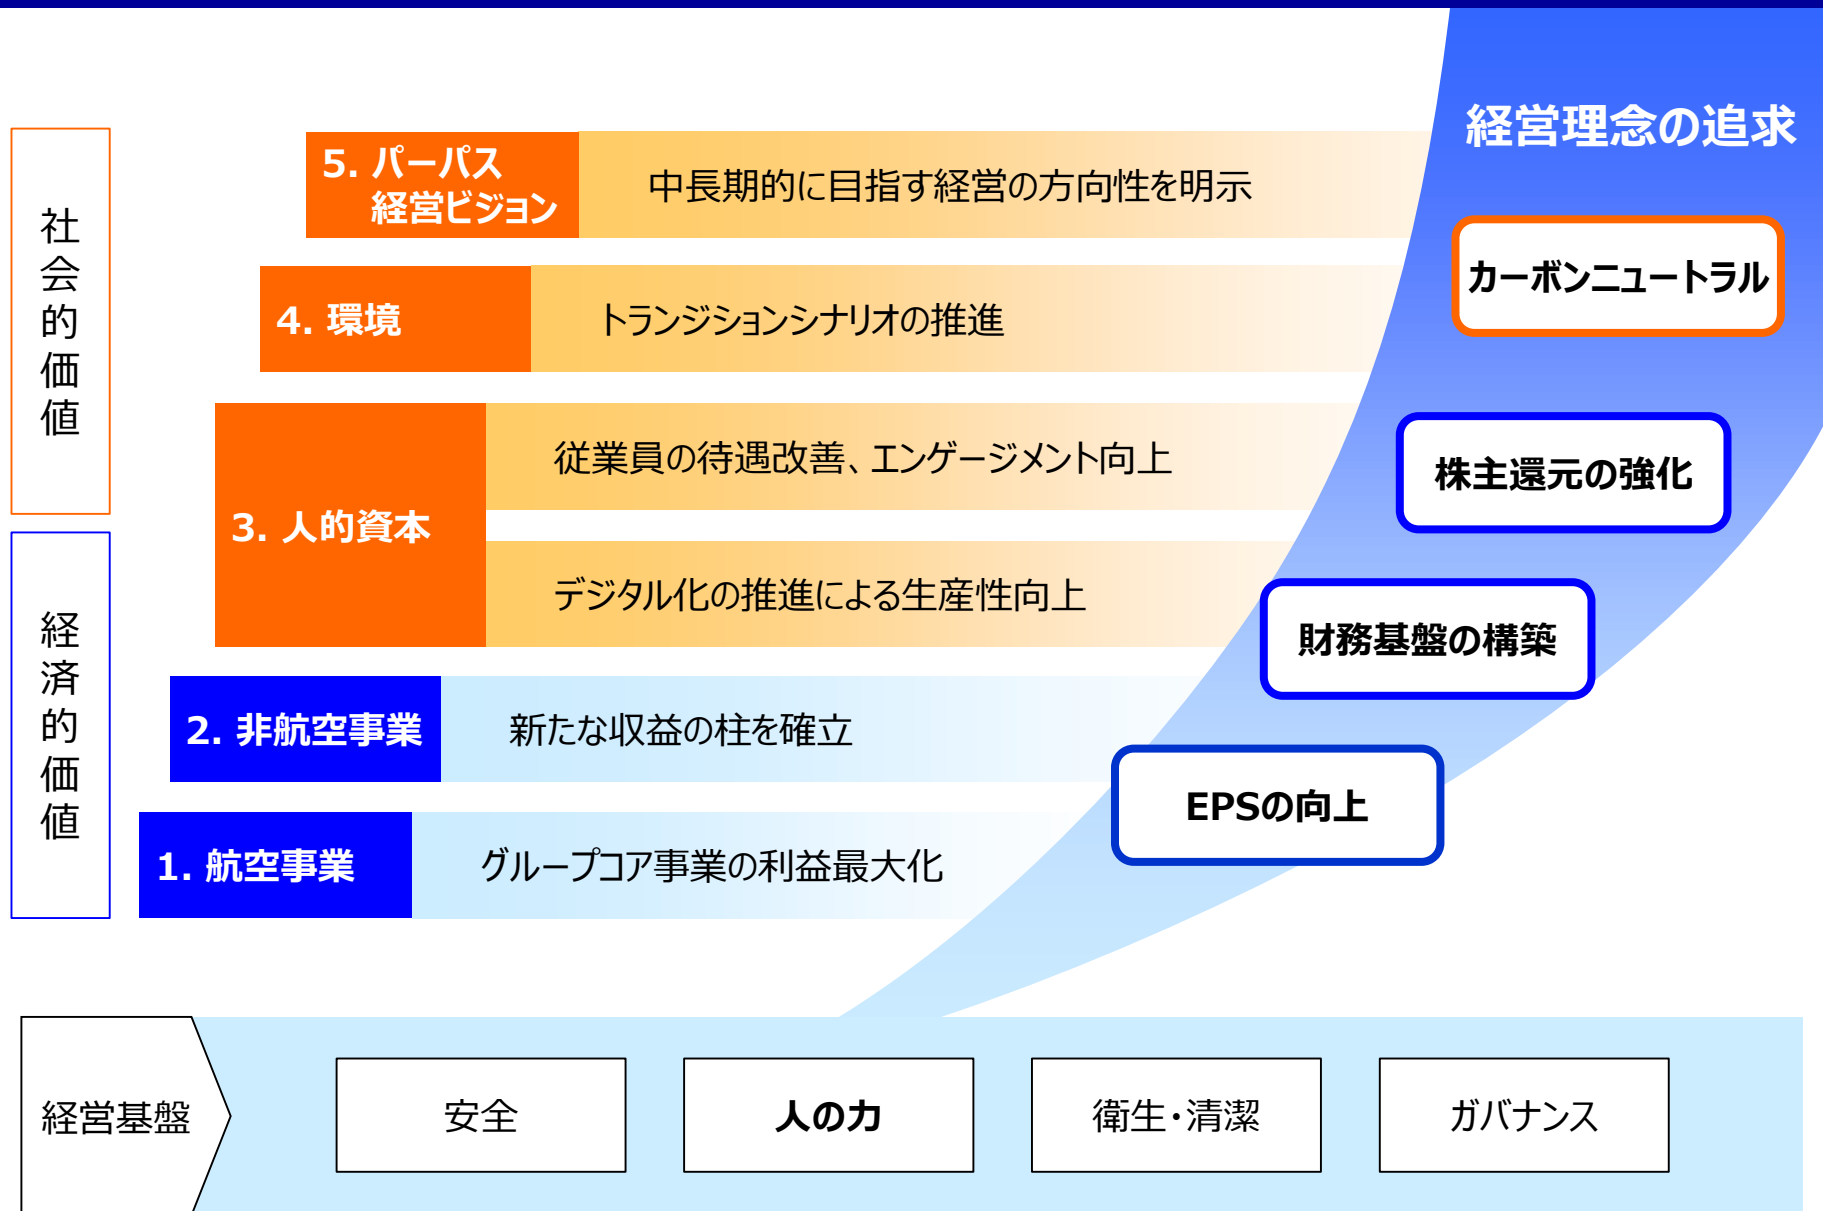 経営理念の追求
社会的価値
5. パーパス
経営ビジョン
中長期的に目指す経営の方向性を明示
カーボンニュートラル
4. 環境
トランジションシナリオの推進
3. 人的資本
従業員の待遇改善、エンゲージメント向上
株主還元の強化
デジタル化の推進による生産性向上
財務基盤の構築
経済的価値
2. 非航空事業
新たな収益の柱を確立
EPSの向上
1. 航空事業
グループコア事業の利益最大化
経営基盤
安全
人の力
衛生・清潔
ガバナンス